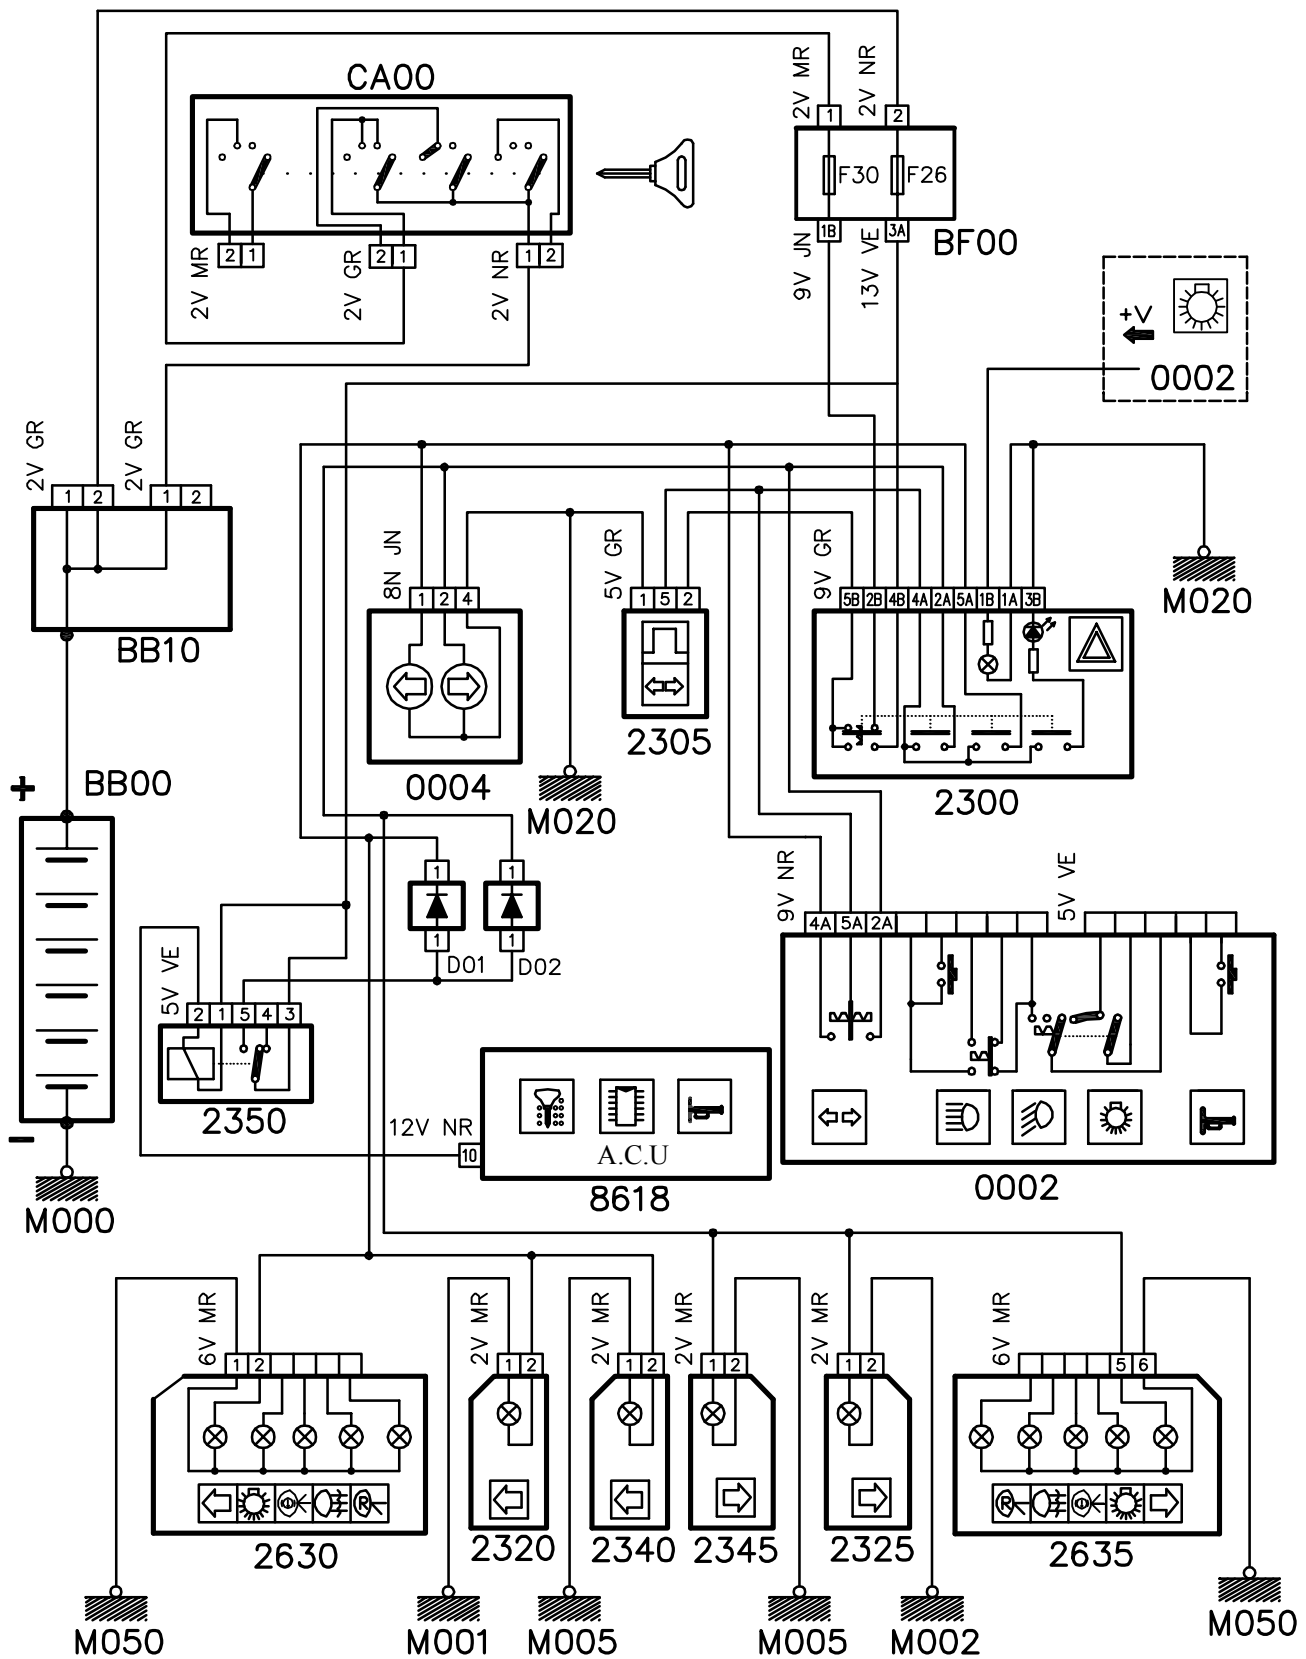 CA00
2V MR
2V NR
1
2
F30
F26
1B
3A
BF00
9V JN
13V VE
2
1
2
1
1
2
2V MR
2V GR
2V NR
+V
0002
2V GR
2V GR
1
2
1
2
BB10
8N JN
1
2
4
0004
5V GR
1
5
2
2305
M020
9V GR
5B
2B
4B
4A
2A
5A
1B
1A
3B
2300
M020
+
BB00
-
M000
1
1
D01
1
1
D02
5V VE
2
1
5
4
3
2350
12V NR
10
A.C.U
8618
9V NR
4A
5A
2A
5V VE
0002
6V MR
1
2
R
2630
2V MR
1
2
2320
2V MR
1
2
2340
2V MR
1
2
2345
2V MR
1
2
2325
6V MR
5
6
R
2635
M050
M001
M005
M005
M002
M050